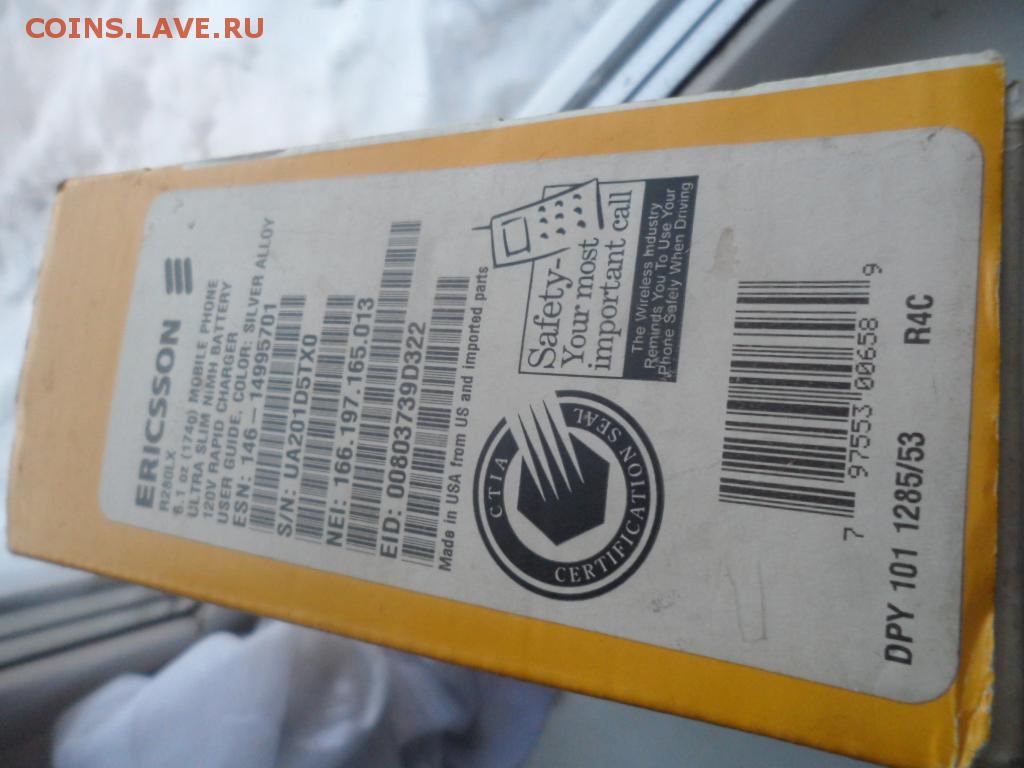 COINS.LAVE.RU
ERICSSON
R280LX
6.1 oz (174g) MOBILE PHONE
ULTRA SLIM NiMH BATTERY
120V RAPID CHARGER
USER GUIDE, COLOR: SILVER ALLOY
ESN: 146-14995701
S/N: UA201D5TX0
NEI: 166.197.165.013
EID: 00803739D322
Made in USA from US and imported parts
CTIA
CERTIFICATION SEAL
Safety-
Your most
important call
The Wireless Industry
Reminds You To Use Your
Phone Safely When Driving
7 97553 00658 9
DPY 101 1285/53 R4C